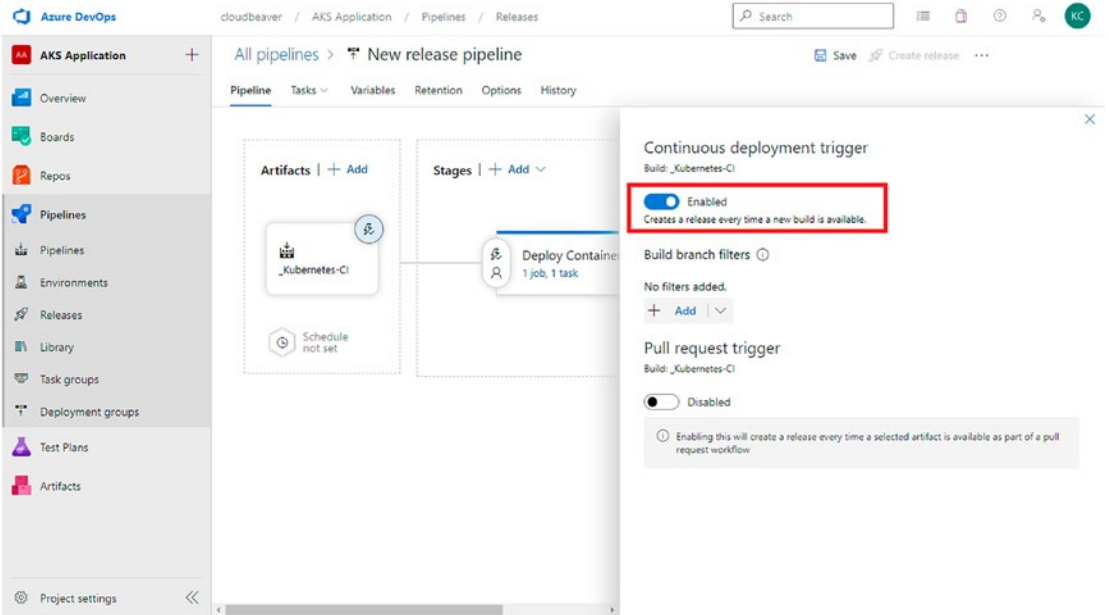 Azure DevOps
cloudbeaver / AKS Application / Pipelines / Releases
Search
KC
AA AKS Application
Overview
Boards
Repos
Pipelines
Pipelines
Environments
Releases
Library
Task groups
Deployment groups
Test Plans
Artifacts
Project settings
All pipelines > New release pipeline
Save Create release ...
Pipeline Tasks Variables Retention Options History
Artifacts | + Add
Stages | + Add
_Kubernetes-CI
Schedule
not set
Deploy Container
1 job, 1 task
Continuous deployment trigger
Build: _Kubernetes-CI
Enabled
Creates a release every time a new build is available.
Build branch filters
No filters added.
+ Add
Pull request trigger
Build: _Kubernetes-CI
Disabled
Enabling this will create a release every time a selected artifact is available as part of a pull
request workflow